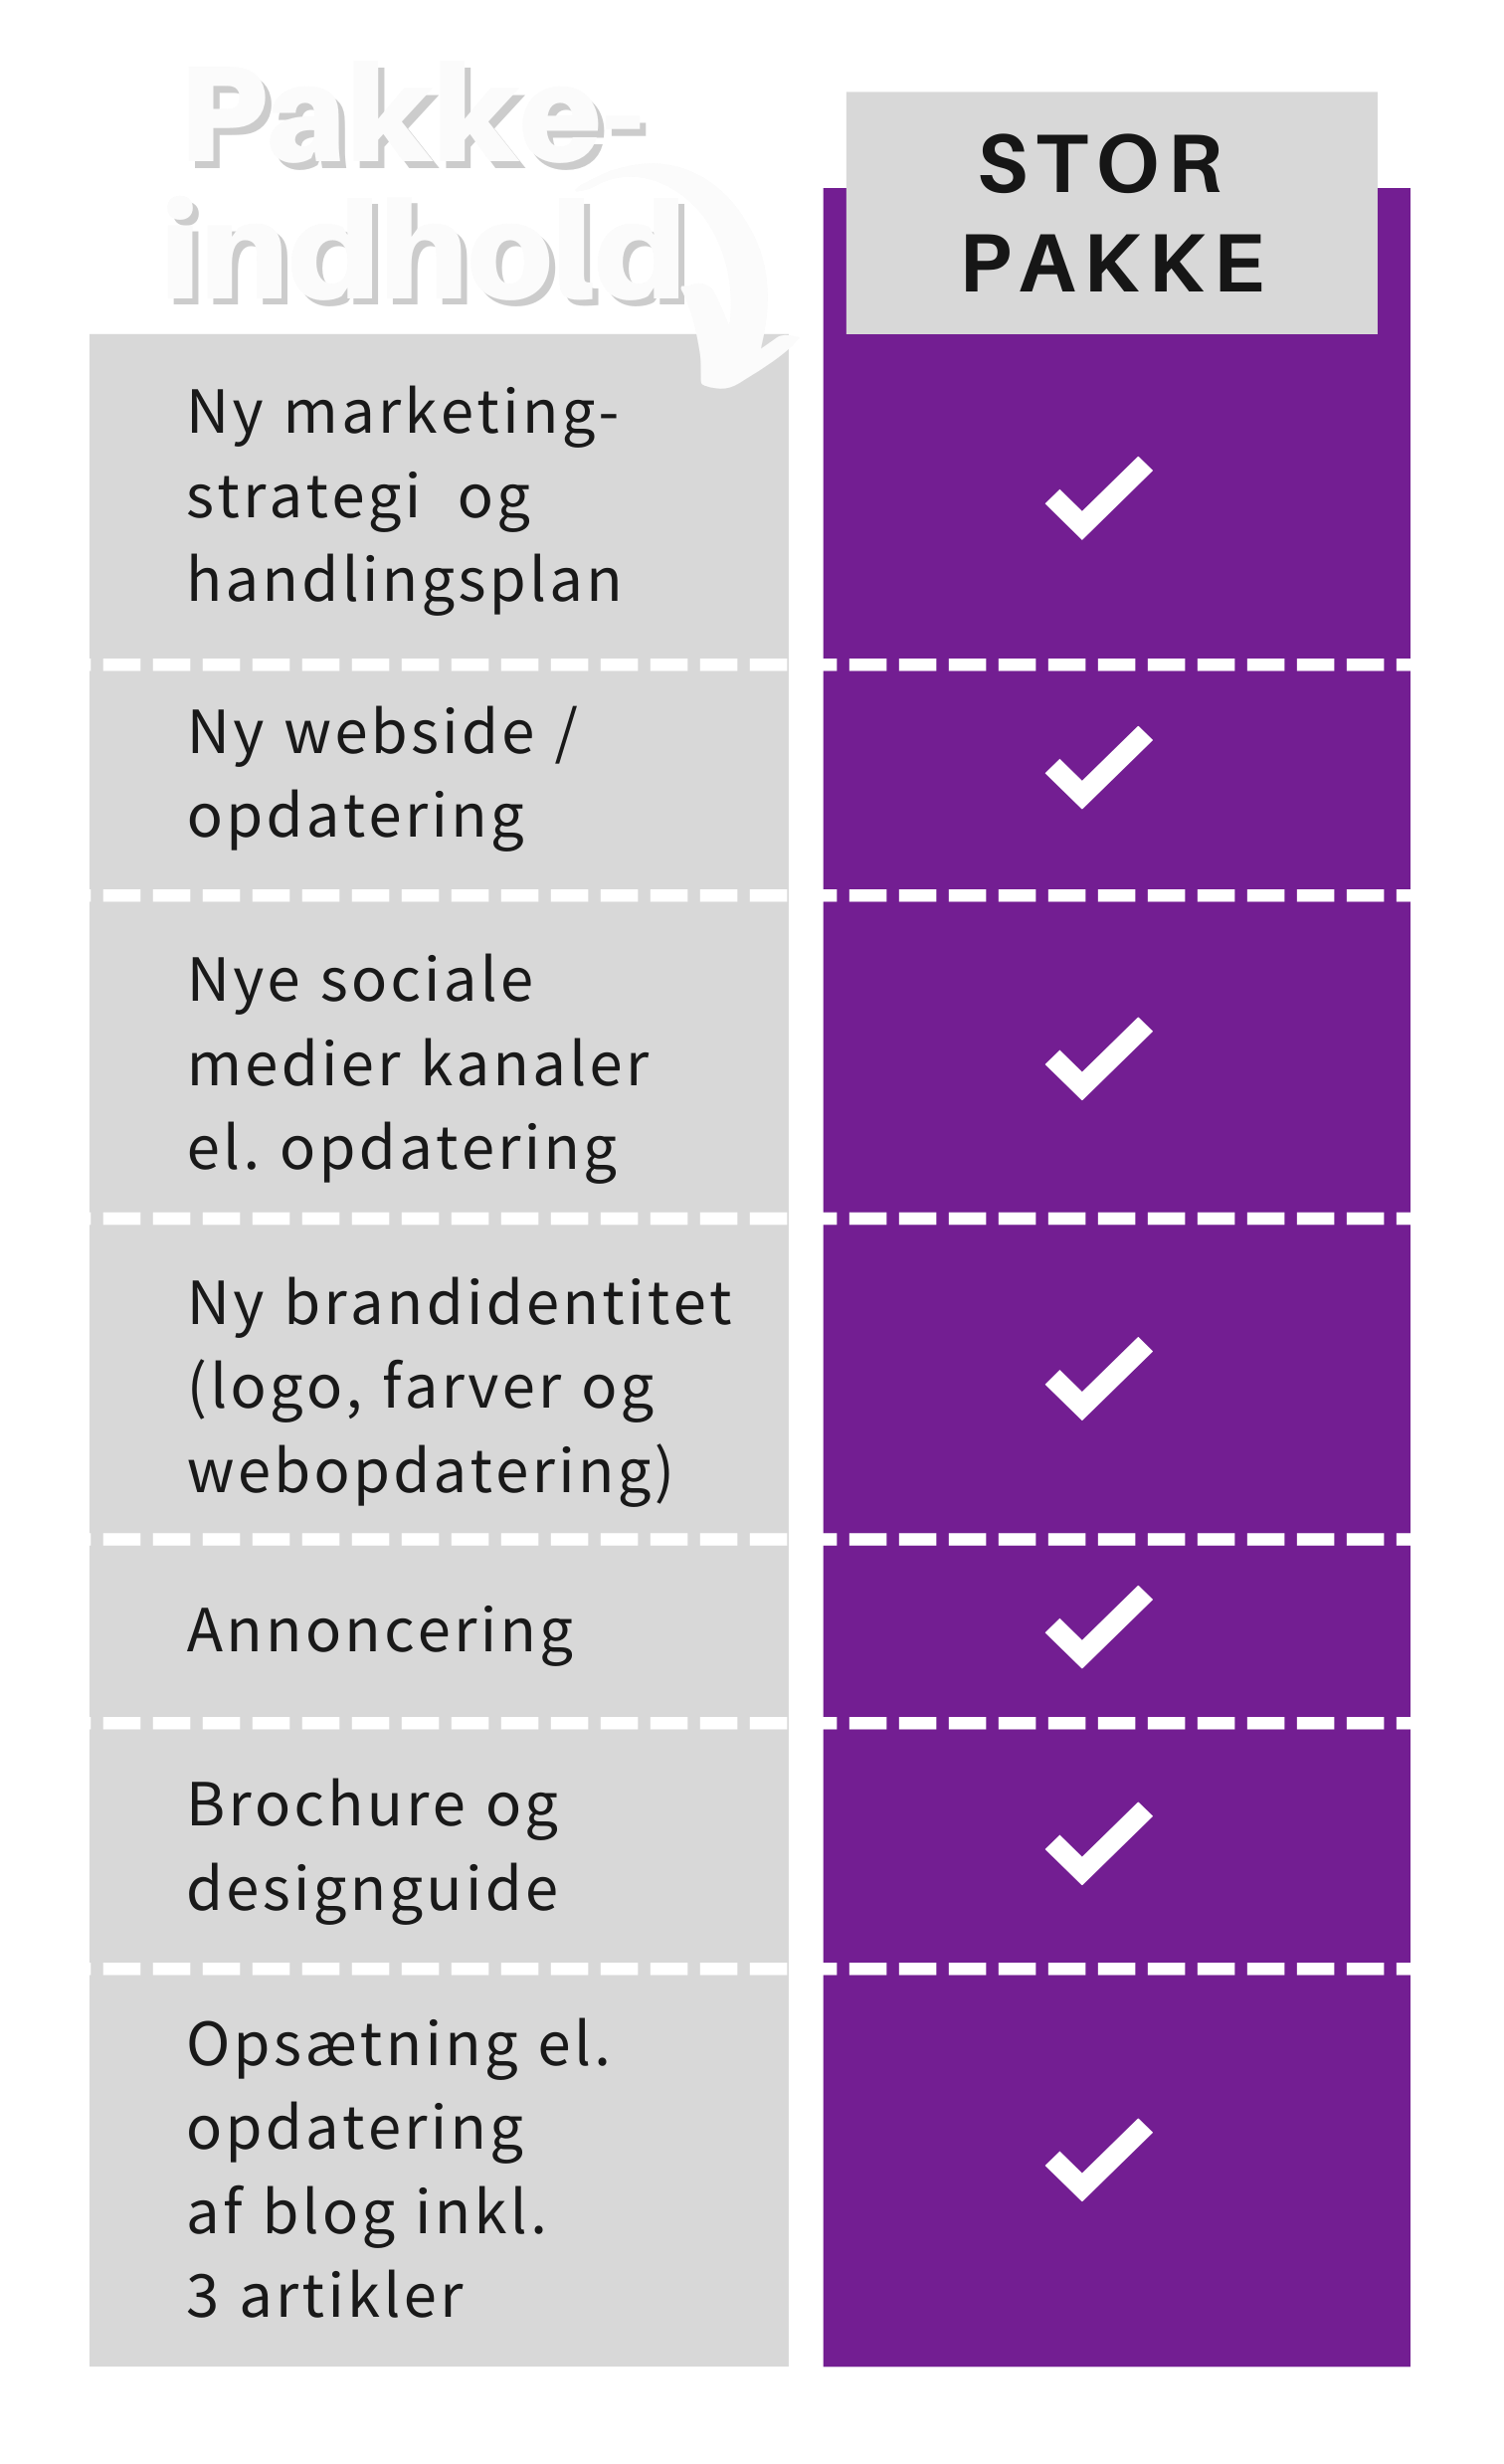 Pakke-
indhold
STOR
PAKKE
Ny marketing-
strategi og
handlingsplan
Ny webside /
opdatering
Nye sociale
medier kanaler
el. opdatering
Ny brandidentitet
(logo, farver og
webopdatering)
Annoncering
Brochure og
designguide
Opsætning el.
opdatering
af blog inkl.
3 artikler